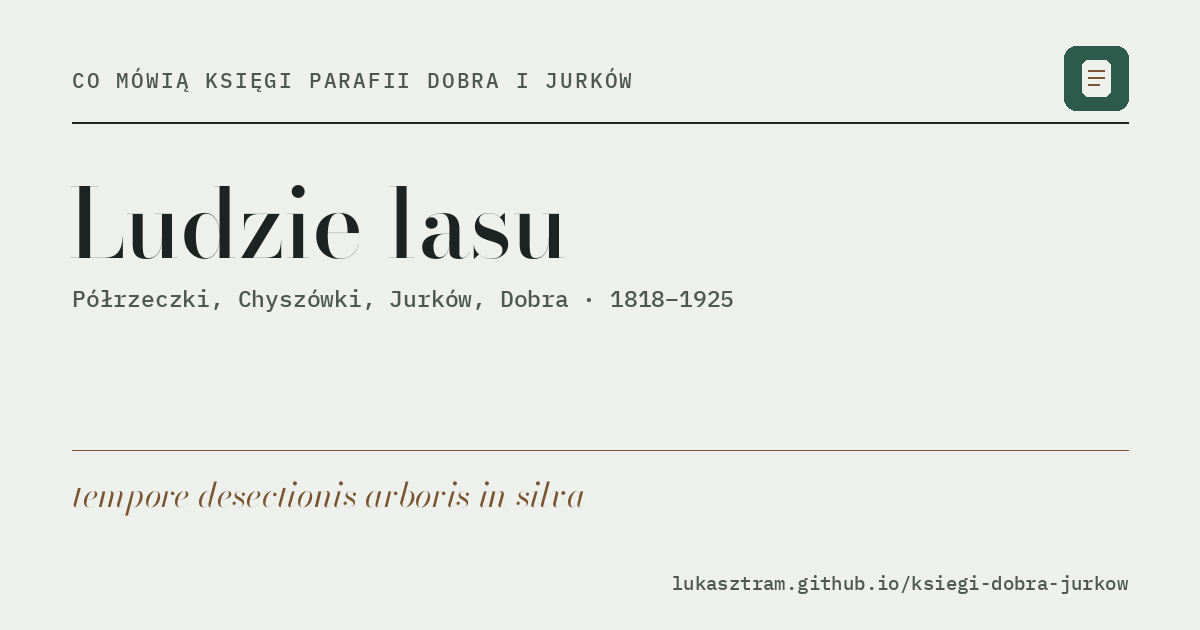 CO MÓWIĄ KSIĘGI PARAFII DOBRA I JURKÓW
Ludzie lasu
Półrzeczki, Chyszówki, Jurków, Dobra · 1818–1925
tempore desectionis arboris in silva
lukasztram.github.io/ksiegi-dobra-jurkow